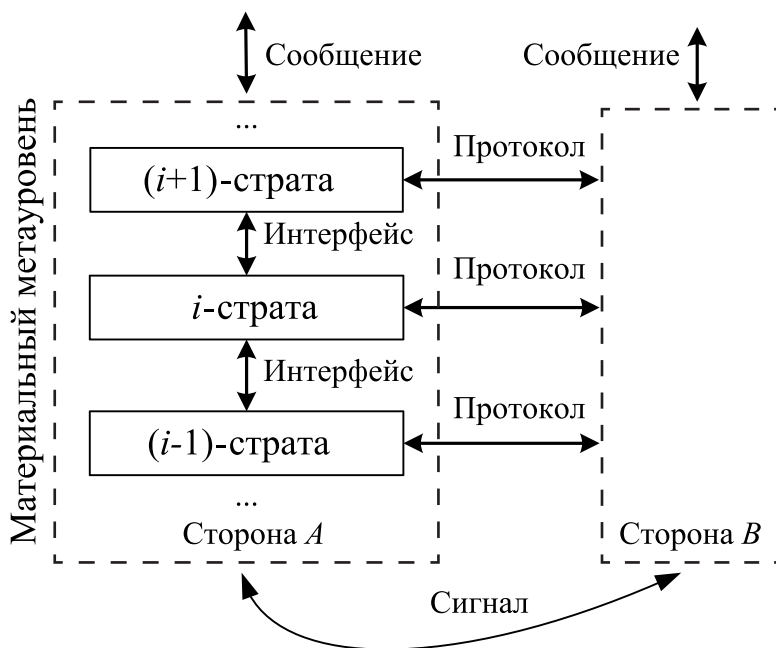 Сообщение
Сообщение
Материальный метауровень
...
(i+1)-страта
Протокол
Интерфейс
i-страта
Протокол
Интерфейс
(i-1)-страта
Протокол
...
Сторона A
Сторона B
Сигнал